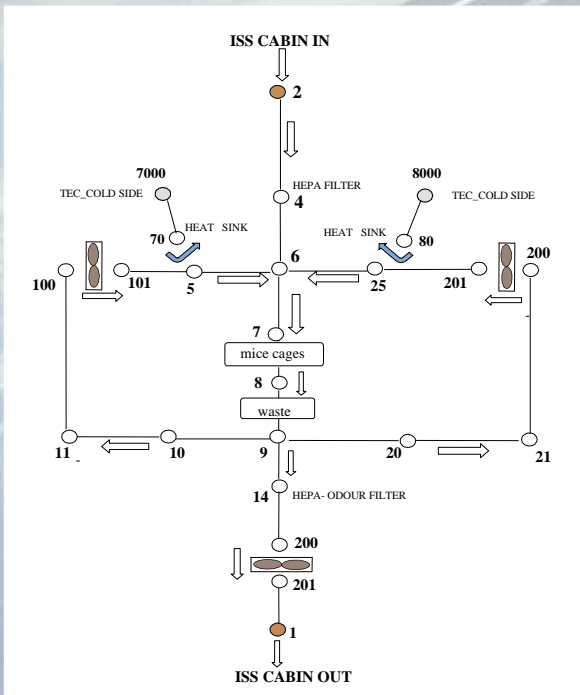 ISS CABIN IN
2
7000
8000
HEPA FILTER
TEC_COLD SIDE
4
TEC_COLD SIDE
70
HEAT SINK
HEAT SINK
80
6
200
100
101
5
25
201
7
mice cages
8
waste
11
10
9
20
21
14
HEPA- ODOUR FILTER
200
201
1
ISS CABIN OUT